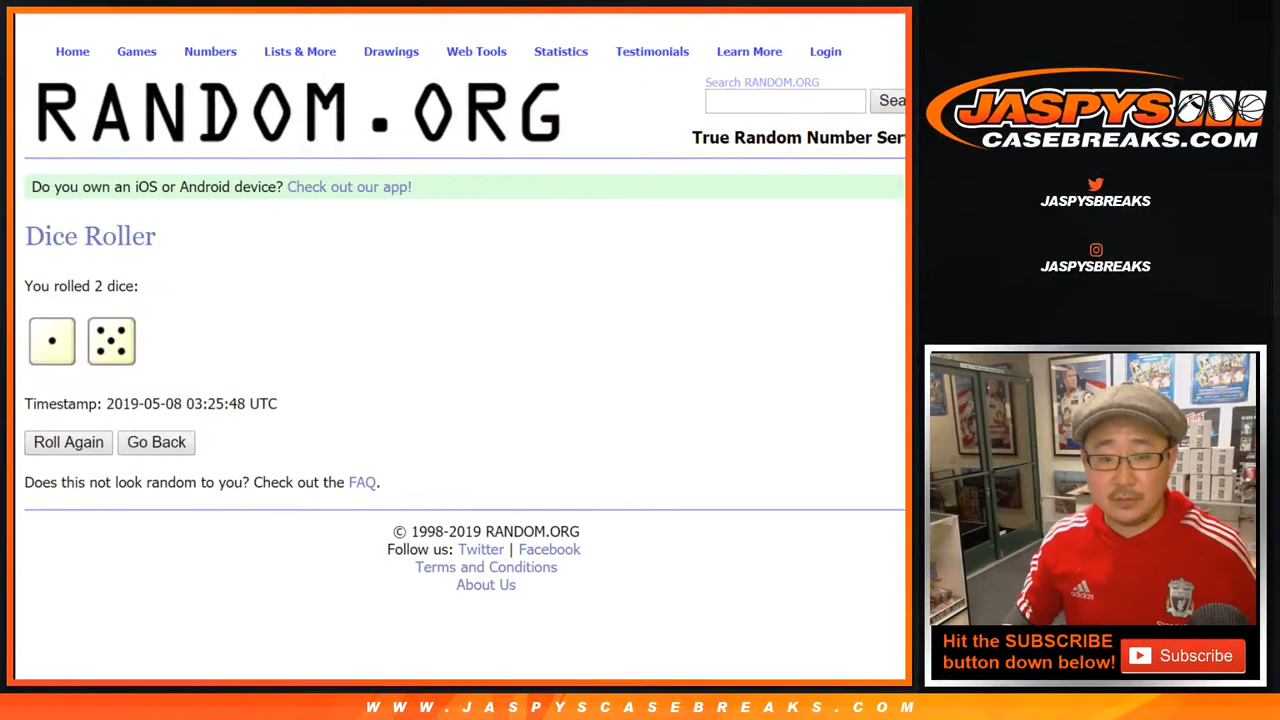 Home Games Numbers Lists & More Drawings Web Tools Statistics Testimonials Learn More Login
Search RANDOM.ORG
RANDOM.ORG
Sea
True Random Number Ser
Do you own an iOS or Android device? Check out our app!
Dice Roller
You rolled 2 dice:
Timestamp: 2019-05-08 03:25:48 UTC
Roll Again Go Back
Does this not look random to you? Check out the FAQ.
© 1998-2019 RANDOM.ORG
Follow us: Twitter | Facebook
Terms and Conditions
About Us
JASPYS
CASEBREAKS.COM
JASPYSBREAKS
JASPYSBREAKS
adidas
Hit the SUBSCRIBE
button down below!
Subscribe
WWW.JASPYSCASEBREAKS.COM